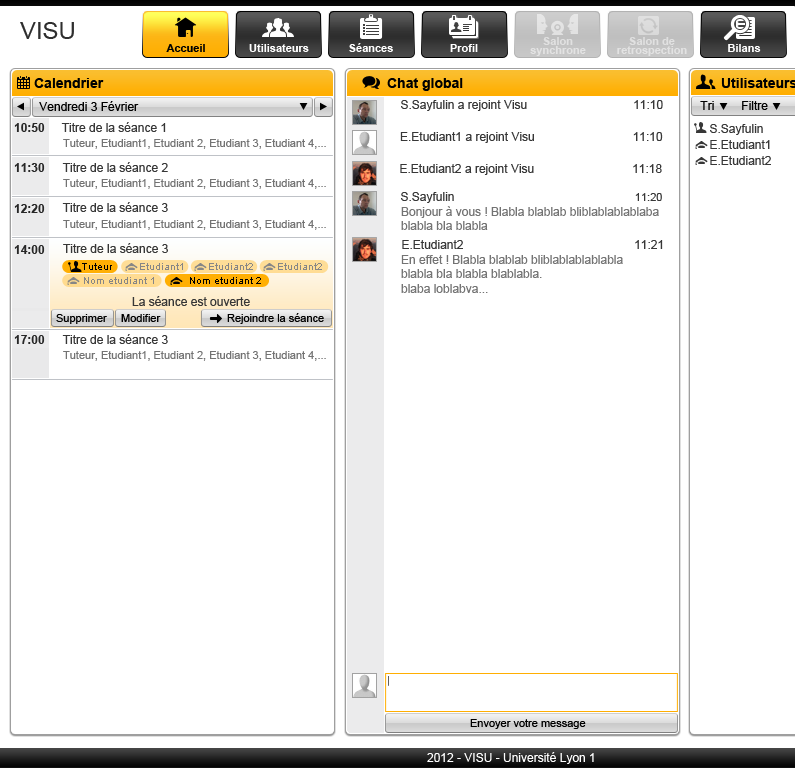 VISU
Accueil
Utilisateurs
Séances
Profil
Salon
synchrone
Salon de
retrospection
Bilans
Calendrier
Vendredi 3 Février
10:50 Titre de la séance 1
Tuteur, Etudiant1, Etudiant 2, Etudiant 3, Etudiant 4,...
11:30 Titre de la séance 2
Tuteur, Etudiant1, Etudiant 2, Etudiant 3, Etudiant 4,...
12:20 Titre de la séance 3
Tuteur, Etudiant1, Etudiant 2, Etudiant 3, Etudiant 4,...
14:00 Titre de la séance 3
Tuteur Etudiant1 Etudiant2 Etudiant2
Nom etudiant 1 Nom etudiant 2
La séance est ouverte
Supprimer Modifier Rejoindre la séance
17:00 Titre de la séance 3
Tuteur, Etudiant1, Etudiant 2, Etudiant 3, Etudiant 4,...
Chat global
S.Sayfulin a rejoint Visu 11:10
E.Etudiant1 a rejoint Visu 11:10
E.Etudiant2 a rejoint Visu 11:18
S.Sayfulin 11:20
Bonjour à vous ! Blabla blablab bliblablablablaba
blabla bla blabla
E.Etudiant2 11:21
En effet ! Blabla blablab bliblablablablabla
blabla bla blabla blablabla.
blaba loblabva...
Envoyer votre message
Utilisateurs
Tri Filtre
S.Sayfulin
E.Etudiant1
E.Etudiant2
2012 - VISU - Université Lyon 1